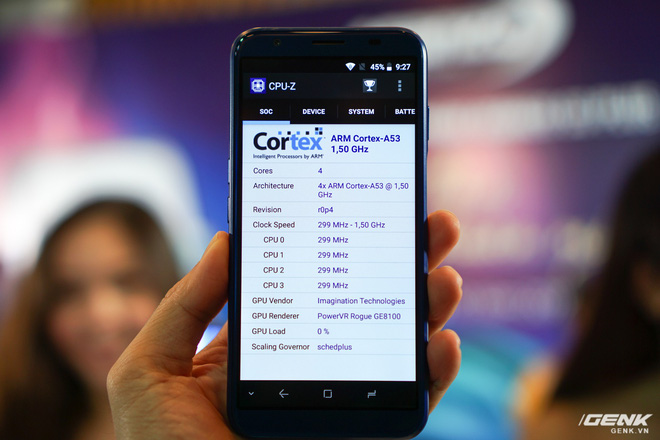 45% 9:27
CPU-Z
SOC DEVICE SYSTEM BATTE
Cortex
Intelligent Processors by ARM
ARM Cortex-A53
1,50 GHz
Cores 4
Architecture 4x ARM Cortex-A53 @ 1,50
GHz
Revision r0p4
Clock Speed 299 MHz - 1,50 GHz
CPU 0 299 MHz
CPU 1 299 MHz
CPU 2 299 MHz
CPU 3 299 MHz
GPU Vendor Imagination Technologies
GPU Renderer PowerVR Rogue GE8100
GPU Load 0 %
Scaling Governor schedplus
GENK
GENK.VN